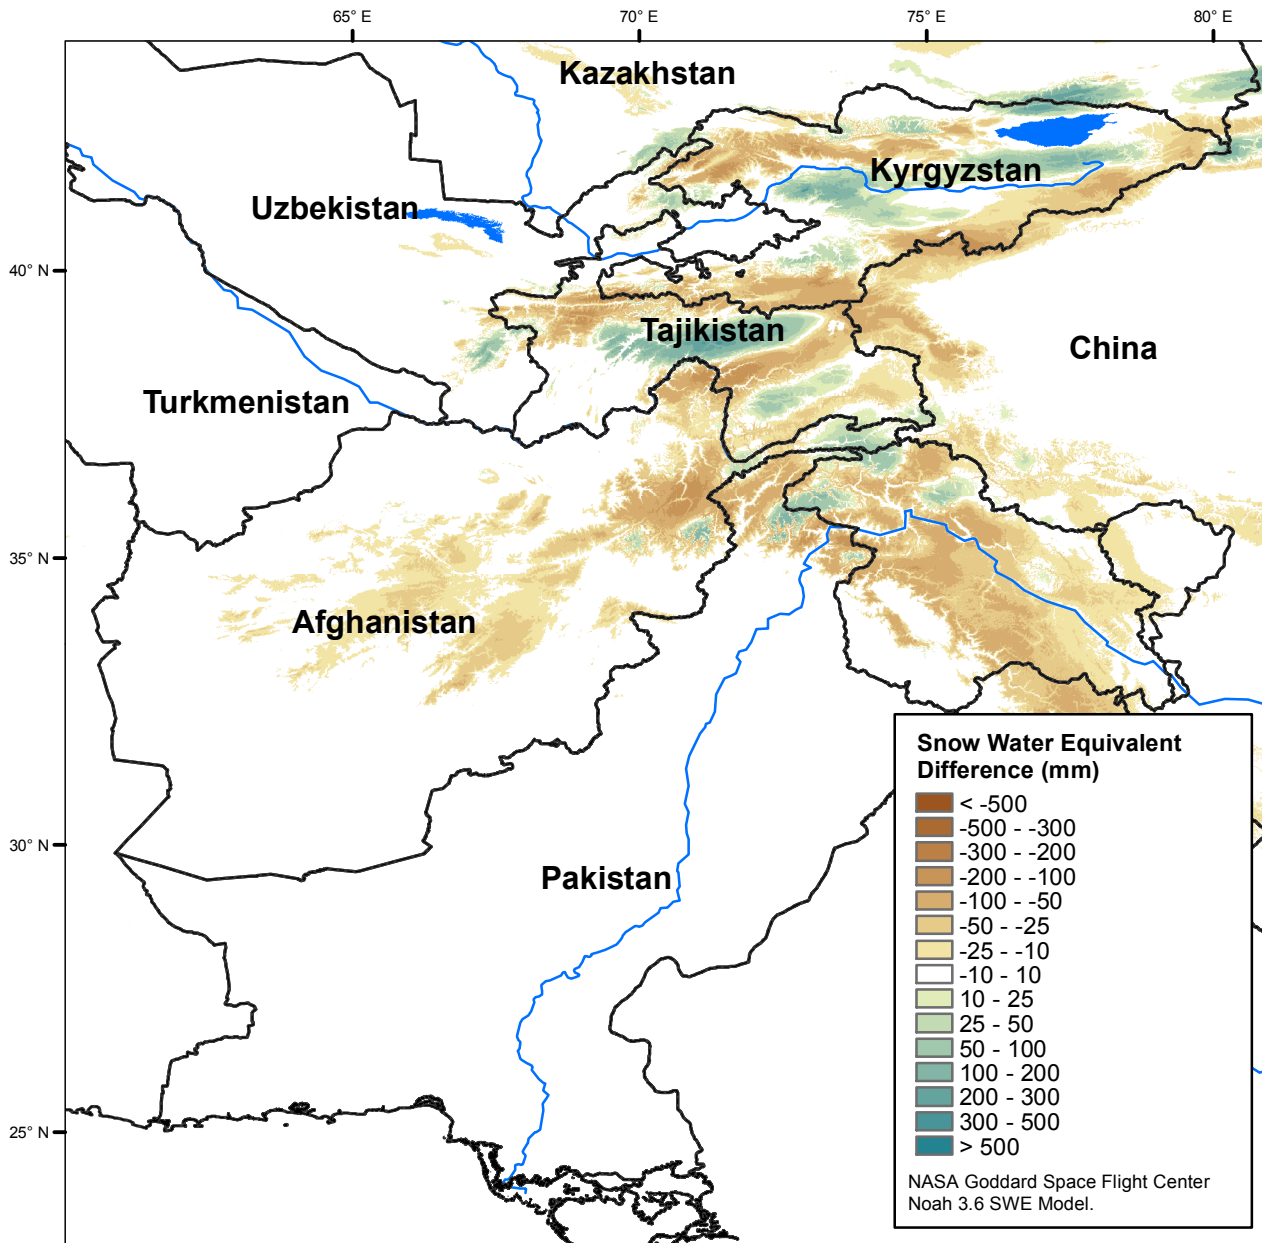 65° E 70° E 75° E 80° E
Kazakhstan
Kyrgyzstan
Uzbekistan
40° N
Tajikistan
China
Turkmenistan
35° N
Afghanistan
30° N
Pakistan
25° N
Snow Water Equivalent
Difference (mm)
< -500
-500 - -300
-300 - -200
-200 - -100
-100 - -50
-50 - -25
-25 - -10
-10 - 10
10 - 25
25 - 50
50 - 100
100 - 200
200 - 300
300 - 500
> 500
NASA Goddard Space Flight Center
Noah 3.6 SWE Model.